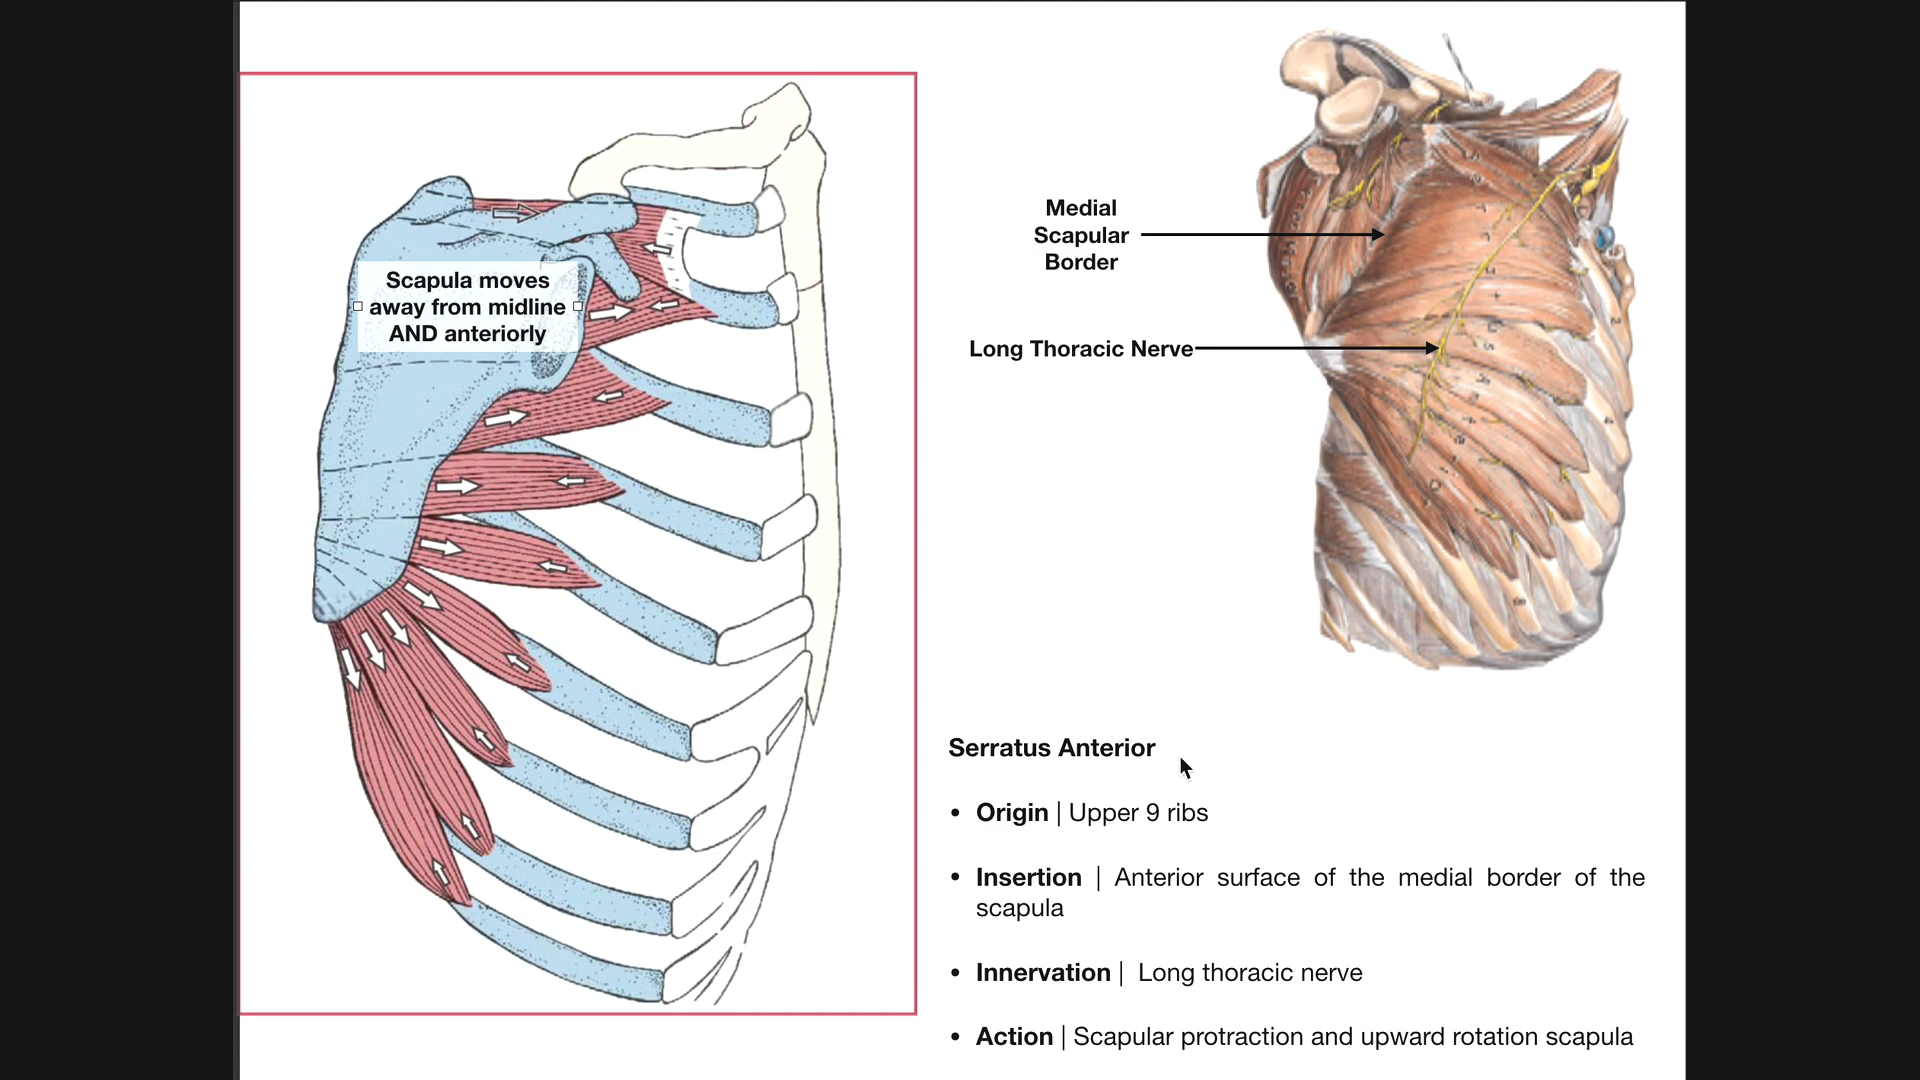 Scapula moves
away from midline
AND anteriorly
Medial
Scapular
Border
Long Thoracic Nerve
Serratus Anterior
• Origin | Upper 9 ribs
• Insertion | Anterior surface of the medial border of the
scapula
• Innervation | Long thoracic nerve
• Action | Scapular protraction and upward rotation scapula